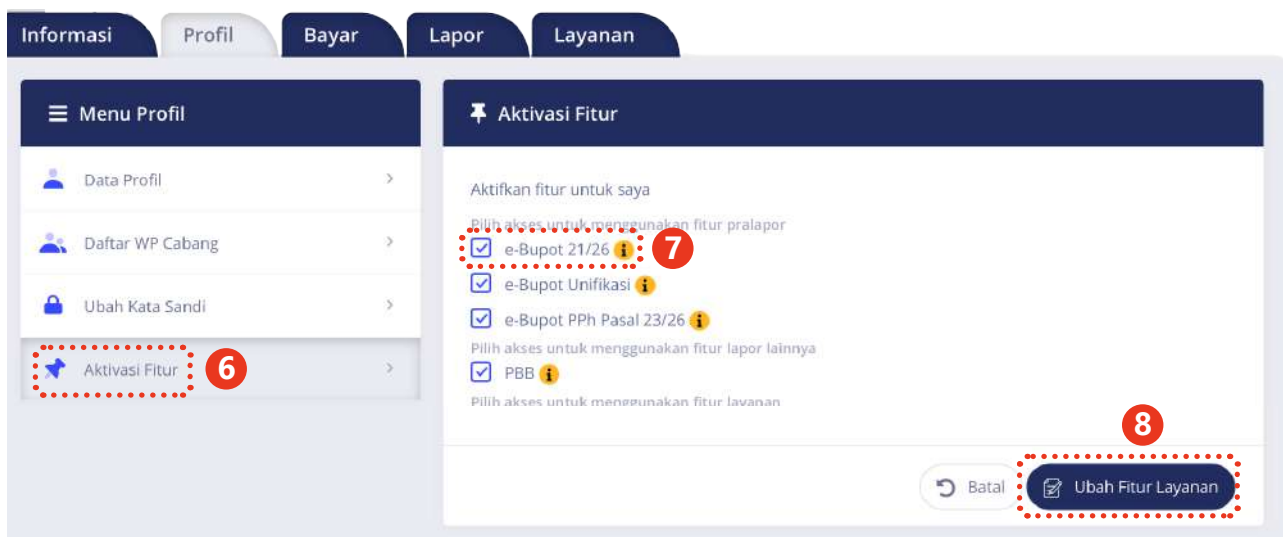 Informasi
Profil
Bayar
Lapor
Layanan
Menu Profil
Data Profil
Daftar WP Cabang
Ubah Kata Sandi
Aktivasi Fitur
6
Aktivasi Fitur
Aktifkan fitur untuk saya
Pilih akses untuk menggunakan fitur pralapor
e-Bupot 21/26
7
e-Bupot Unifikasi
e-Bupot PPh Pasal 23/26
Pilih akses untuk menggunakan fitur lapor lainnya
PBB
Pilih akses untuk menggunakan fitur layanan
8
Batal
Ubah Fitur Layanan